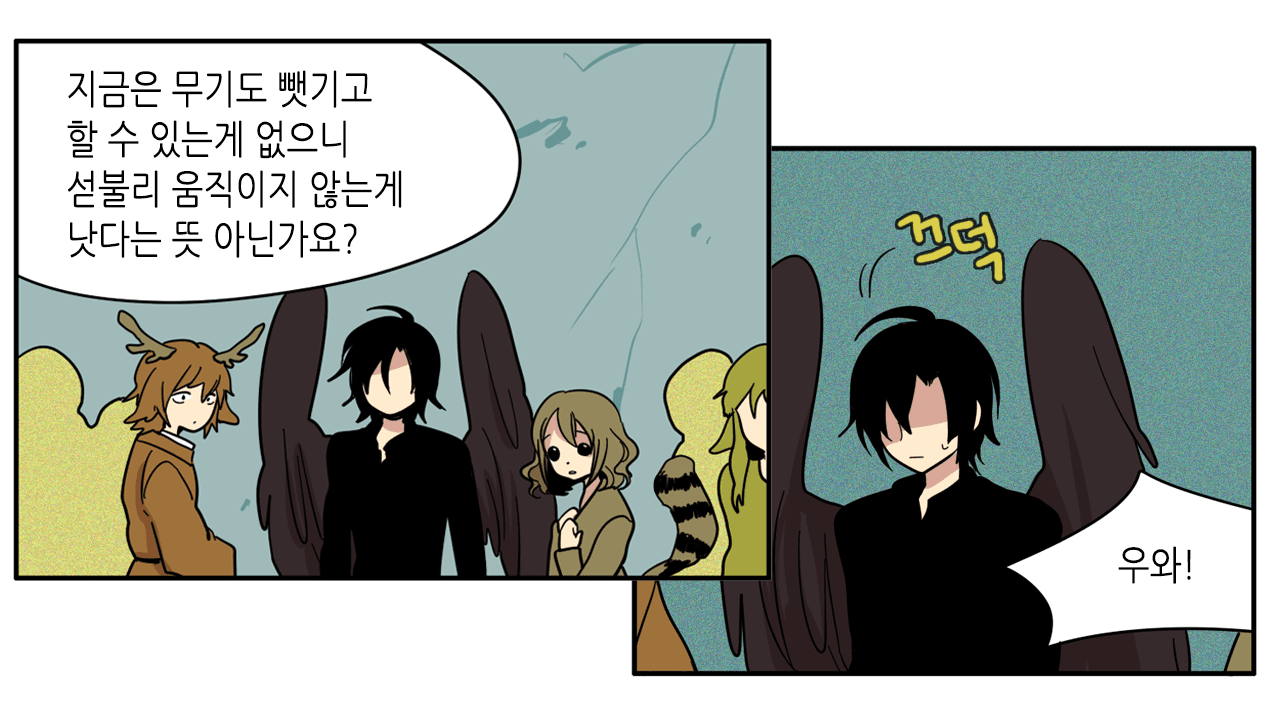 지금은 무기도 뺏기고
할 수 있는게 없으니
섣불리 움직이지 않는게
낫다는 뜻 아닌가요?
끄덕
우와!